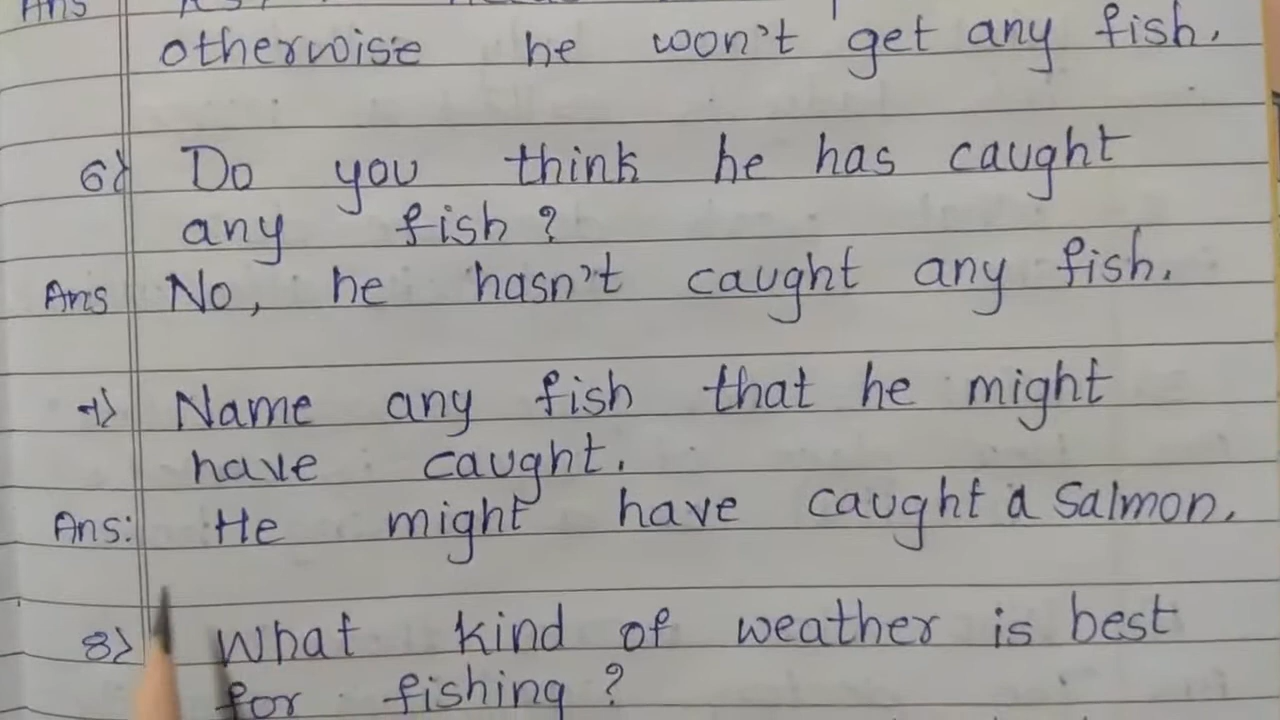 Ans
otherwise he won't get any fish.
6) Do you think he has caught
any fish?
Ans No, he hasn't caught any fish.
7) Name any fish that he might
have caught.
Ans: He might have caught a salmon.
8) What kind of weather is best
for fishing?